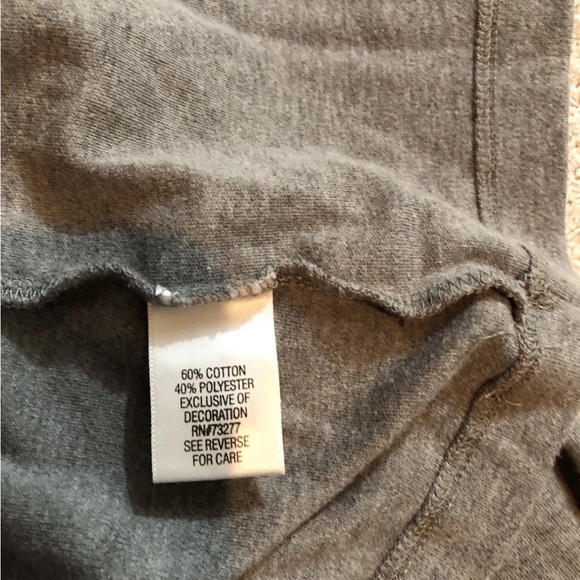 60% COTTON
40% POLYESTER
EXCLUSIVE OF
DECORATION
RN#73277
SEE REVERSE
FOR CARE